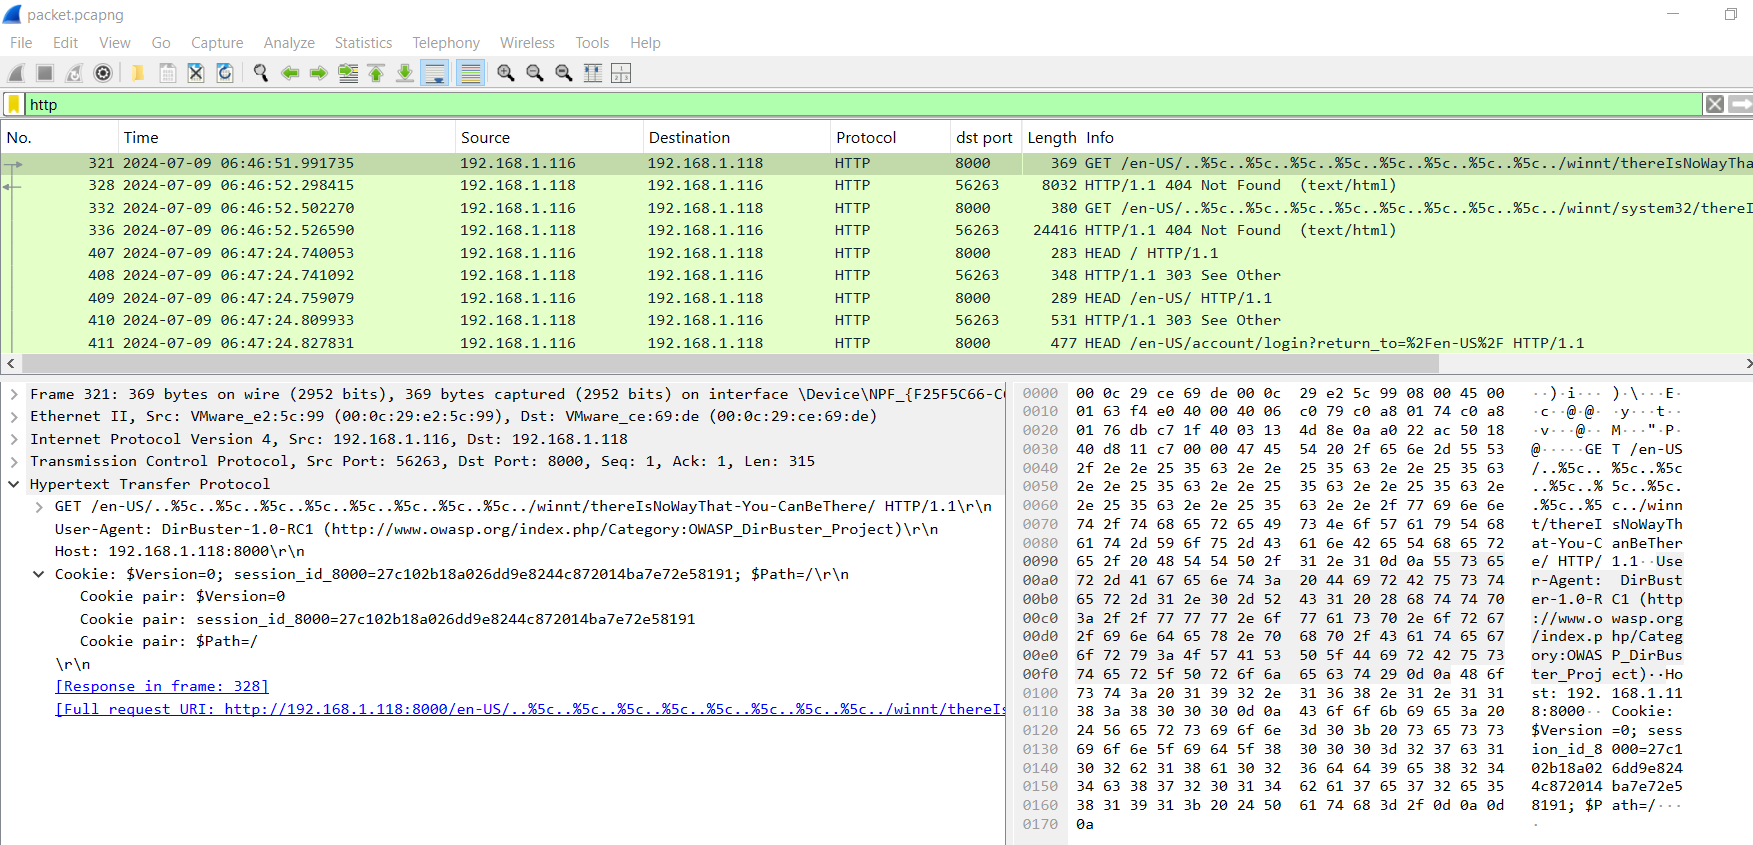 packet.pcapng
File Edit View Go Capture Analyze Statistics Telephony Wireless Tools Help
http
No. Time Source Destination Protocol dst port Length Info
321 2024-07-09 06:46:51.991735 192.168.1.116 192.168.1.118 HTTP 8000 369 GET /en-US/..%5c..%5c..%5c..%5c..%5c..%5c..%5c..%5c../winnt/thereIsNoWayTha
328 2024-07-09 06:46:52.298415 192.168.1.118 192.168.1.116 HTTP 56263 8032 HTTP/1.1 404 Not Found (text/html)
332 2024-07-09 06:46:52.502270 192.168.1.116 192.168.1.118 HTTP 8000 380 GET /en-US/..%5c..%5c..%5c..%5c..%5c..%5c..%5c..%5c../winnt/system32/thereI
336 2024-07-09 06:46:52.526590 192.168.1.118 192.168.1.116 HTTP 56263 24416 HTTP/1.1 404 Not Found (text/html)
407 2024-07-09 06:47:24.740053 192.168.1.116 192.168.1.118 HTTP 8000 283 HEAD / HTTP/1.1
408 2024-07-09 06:47:24.741092 192.168.1.118 192.168.1.116 HTTP 56263 348 HTTP/1.1 303 See Other
409 2024-07-09 06:47:24.759079 192.168.1.116 192.168.1.118 HTTP 8000 289 HEAD /en-US/ HTTP/1.1
410 2024-07-09 06:47:24.809933 192.168.1.118 192.168.1.116 HTTP 56263 531 HTTP/1.1 303 See Other
411 2024-07-09 06:47:24.827831 192.168.1.116 192.168.1.118 HTTP 8000 477 HEAD /en-US/account/login?return_to=%2Fen-US%2F HTTP/1.1
Frame 321: 369 bytes on wire (2952 bits), 369 bytes captured (2952 bits) on interface \Device\NPF_{F25F5C66-C
Ethernet II, Src: VMware_e2:5c:99 (00:0c:29:e2:5c:99), Dst: VMware_ce:69:de (00:0c:29:ce:69:de)
Internet Protocol Version 4, Src: 192.168.1.116, Dst: 192.168.1.118
Transmission Control Protocol, Src Port: 56263, Dst Port: 8000, Seq: 1, Ack: 1, Len: 315
Hypertext Transfer Protocol
GET /en-US/..%5c..%5c..%5c..%5c..%5c..%5c..%5c..%5c../winnt/thereIsNoWayThat-You-CanBeThere/ HTTP/1.1\r\n
User-Agent: DirBuster-1.0-RC1 (http://www.owasp.org/index.php/Category:OWASP_DirBuster_Project)\r\n
Host: 192.168.1.118:8000\r\n
Cookie: $Version=0; session_id_8000=27c102b18a026dd9e8244c872014ba7e72e58191; $Path=/\r\n
Cookie pair: $Version=0
Cookie pair: session_id_8000=27c102b18a026dd9e8244c872014ba7e72e58191
Cookie pair: $Path=/
\r\n
[Response in frame: 328]
[Full request URI: http://192.168.1.118:8000/en-US/..%5c..%5c..%5c..%5c..%5c..%5c..%5c..%5c../winnt/thereIs
0000 00 0c 29 ce 69 de 00 0c 29 e2 5c 99 08 00 45 00 ··)·i··· )·\···E·
0010 01 63 f4 e0 40 00 40 06 c0 79 c0 a8 01 74 c0 a8 ·c··@·@· ·y···t··
0020 01 76 db c7 1f 40 03 13 4d 8e 0a a0 22 ac 50 18 ·v···@·· M···"·P·
0030 40 d8 11 c7 00 00 47 45 54 20 2f 65 6e 2d 55 53 @·····GE T /en-US
0040 2f 2e 2e 25 35 63 2e 2e 25 35 63 2e 2e 25 35 63 /..%5c.. %5c..%5c
0050 2e 2e 25 35 63 2e 2e 25 35 63 2e 2e 25 35 63 2e ..%5c..% 5c..%5c.
0060 2e 25 35 63 2e 2e 25 35 63 2e 2e 2f 77 69 6e 6e .%5c..%5 c../winn
0070 74 2f 74 68 65 72 65 49 73 4e 6f 57 61 79 54 68 t/thereI sNoWayTh
0080 61 74 2d 59 6f 75 2d 43 61 6e 42 65 54 68 65 72 at-You-C anBeTher
0090 65 2f 20 48 54 54 50 2f 31 2e 31 0d 0a 55 73 65 e/ HTTP/ 1.1··Use
00a0 72 2d 41 67 65 6e 74 3a 20 44 69 72 42 75 73 74 r-Agent: DirBust
00b0 65 72 2d 31 2e 30 2d 52 43 31 20 28 68 74 74 70 er-1.0-R C1 (http
00c0 3a 2f 2f 77 77 77 2e 6f 77 61 73 70 2e 6f 72 67 ://www.o wasp.org
00d0 2f 69 6e 64 65 78 2e 70 68 70 2f 43 61 74 65 67 /index.p hp/Categ
00e0 6f 72 79 3a 4f 57 41 53 50 5f 44 69 72 42 75 73 ory:OWAS P_DirBus
00f0 74 65 72 5f 50 72 6f 6a 65 63 74 29 0d 0a 48 6f ter_Proj ect)··Ho
0100 73 74 3a 20 31 39 32 2e 31 36 38 2e 31 2e 31 31 st: 192. 168.1.11
0110 38 3a 38 30 30 30 0d 0a 43 6f 6f 6b 69 65 3a 20 8:8000·· Cookie:
0120 24 56 65 72 73 69 6f 6e 3d 30 3b 20 73 65 73 73 $Version =0; sess
0130 69 6f 6e 5f 69 64 5f 38 30 30 30 3d 32 37 63 31 ion_id_8 000=27c1
0140 30 32 62 31 38 61 30 32 36 64 64 39 65 38 32 34 02b18a02 6dd9e824
0150 34 63 38 37 32 30 31 34 62 61 37 65 37 32 65 35 4c872014 ba7e72e5
0160 38 31 39 31 3b 20 24 50 61 74 68 3d 2f 0d 0a 0d 8191; $P ath=/···
0170 0a ·